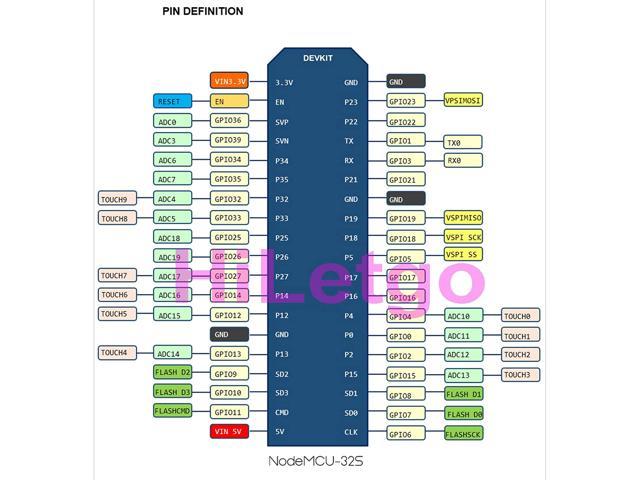 PIN DEFINITION
DEVKIT
VIN3.3V 3.3V GND GND
RESET EN EN P23 GPIO23 VPSIMOSI
ADC0 GPIO36 SVP P22 GPIO22
ADC3 GPIO39 SVN TX GPIO1 TX0
ADC6 GPIO34 P34 RX GPIO3 RX0
ADC7 GPIO35 P35 P21 GPIO21
TOUCH9 ADC4 GPIO32 P32 GND GND
TOUCH8 ADC5 GPIO33 P33 P19 GPIO19 VSPIMISO
ADC18 GPIO25 P25 P18 GPIO18 VSPI SCK
ADC19 GPIO26 P26 P5 GPIO5 VSPI SS
HiLetgo
TOUCH7 ADC17 GPIO27 P27 P17 GPIO17
TOUCH6 ADC16 GPIO14 P14 P16 GPIO16
TOUCH5 ADC15 GPIO12 P12 P4 GPIO4 ADC10 TOUCH0
GND GND P0 GPIO0 ADC11 TOUCH1
TOUCH4 ADC14 GPIO13 P13 P2 GPIO2 ADC12 TOUCH2
FLASH D2 GPIO9 SD2 P15 GPIO15 ADC13 TOUCH3
FLASH D3 GPIO10 SD3 SD1 GPIO8 FLASH D1
FLASHCMD GPIO11 CMD SD0 GPIO7 FLASH D0
VIN 5V 5V CLK GPIO6 FLASHSCK
NodeMCU-32S